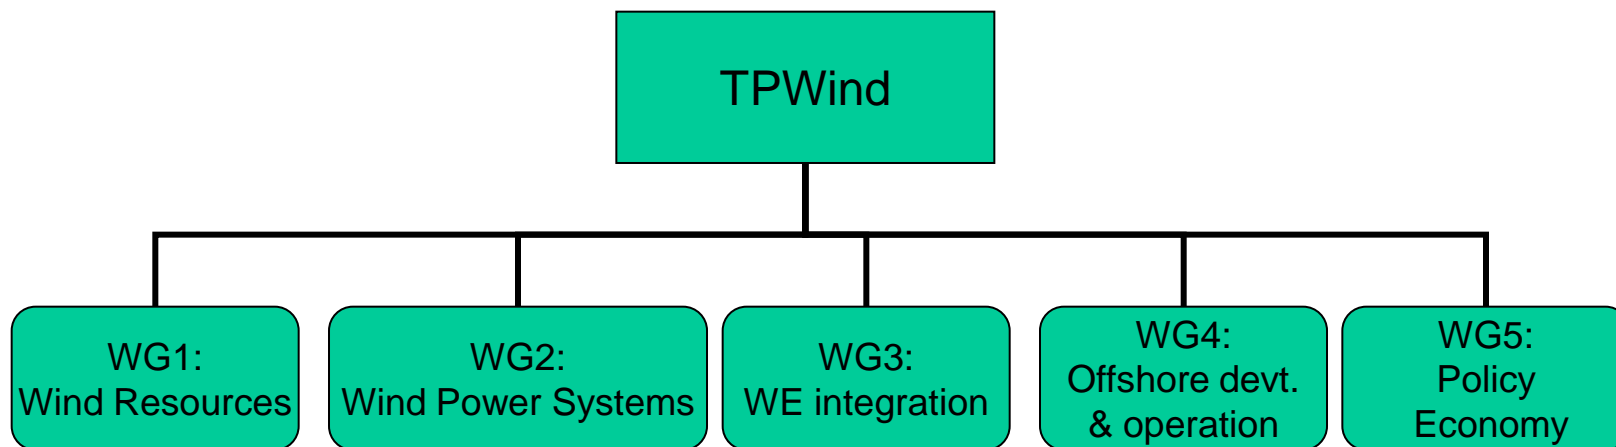 TPWind
WG1:
Wind Resources
WG2:
Wind Power Systems
WG3:
WE integration
WG4:
Offshore devt.
& operation
WG5:
Policy
Economy